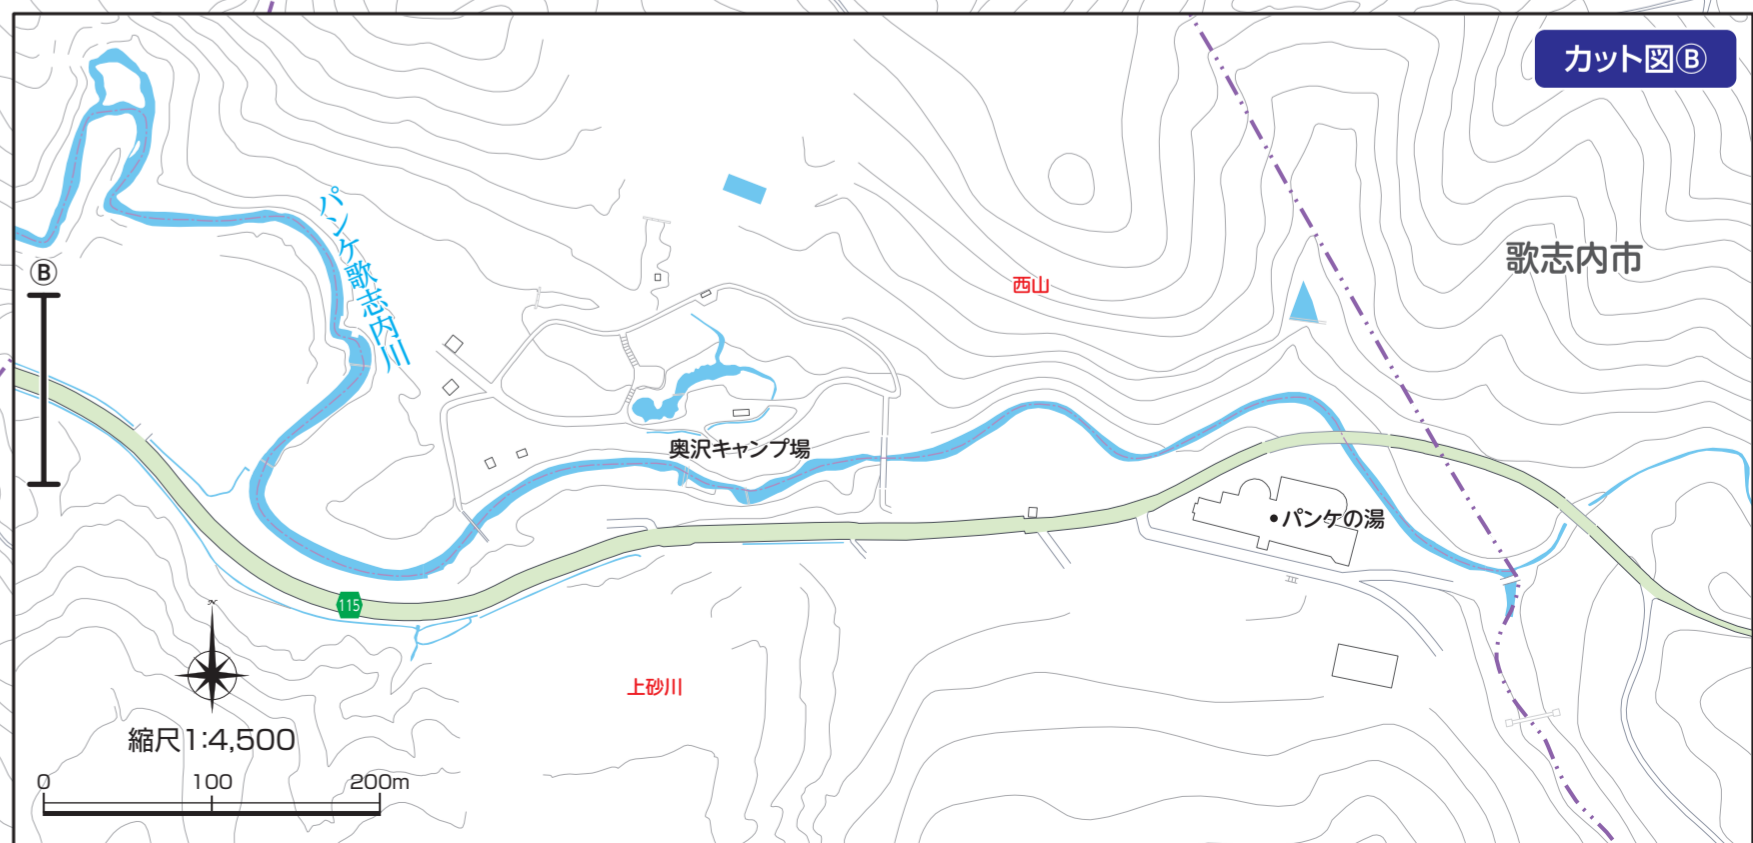 カット図Ⓑ
パンケ歌志内川
歌志内市
Ⓑ
西山
奥沢キャンプ場
パンケの湯
115
N
上砂川
縮尺1:4,500
0 100 200m